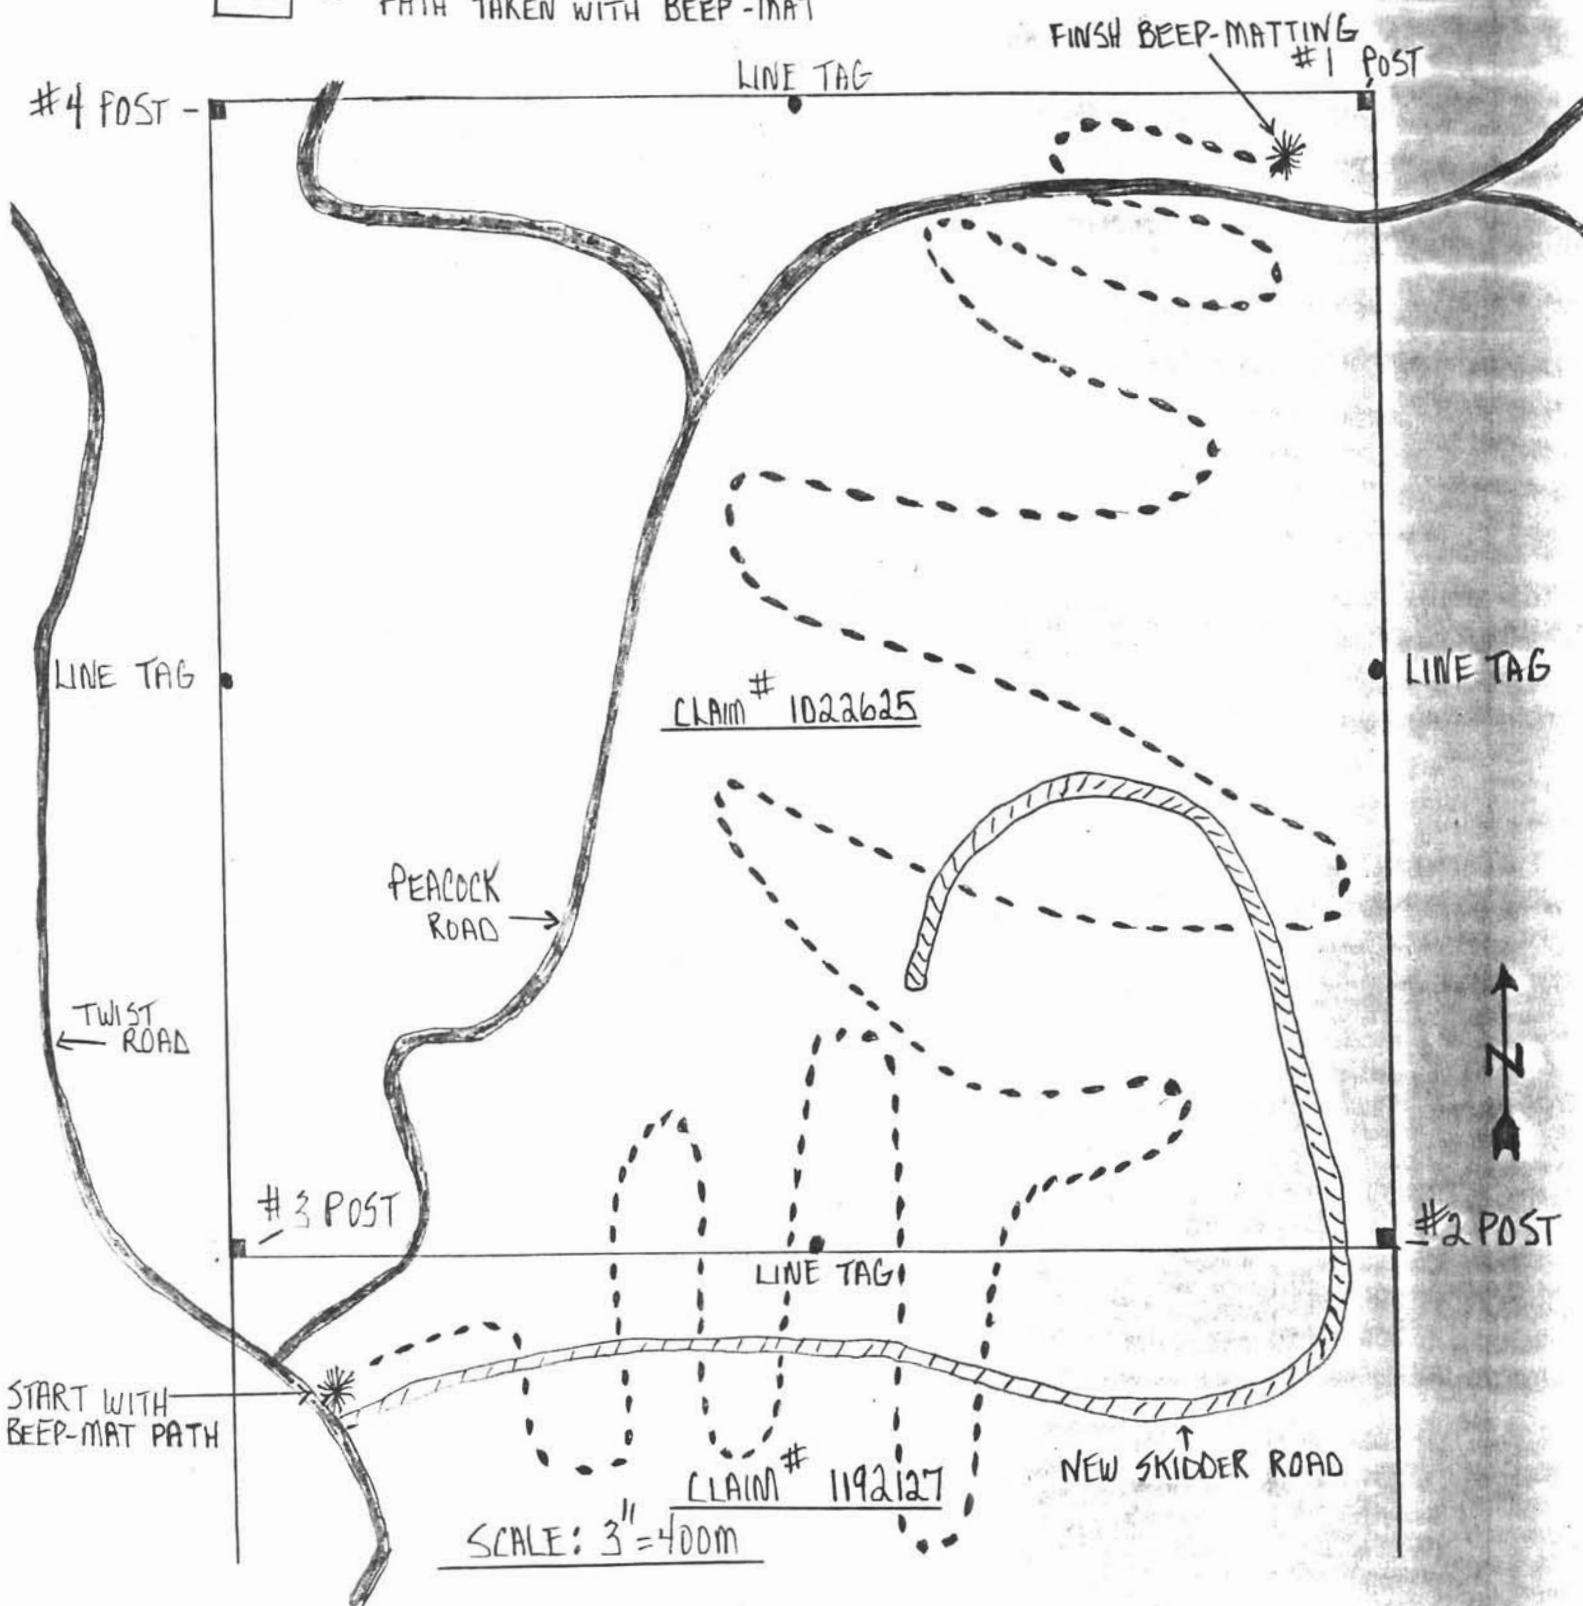 PATH TAKEN WITH BEEP-MAT
FINSH BEEP-MATTING
#1 POST
LINE TAG
#4 POST -
LINE TAG
LINE TAG
CLAIM # 1022625
PEACOCK
ROAD
TWIST
ROAD
N
#3 POST
#2 POST
LINE TAG
START WITH
BEEP-MAT PATH
CLAIM # 1192127
NEW SKIDDER ROAD
SCALE: 3"=400m